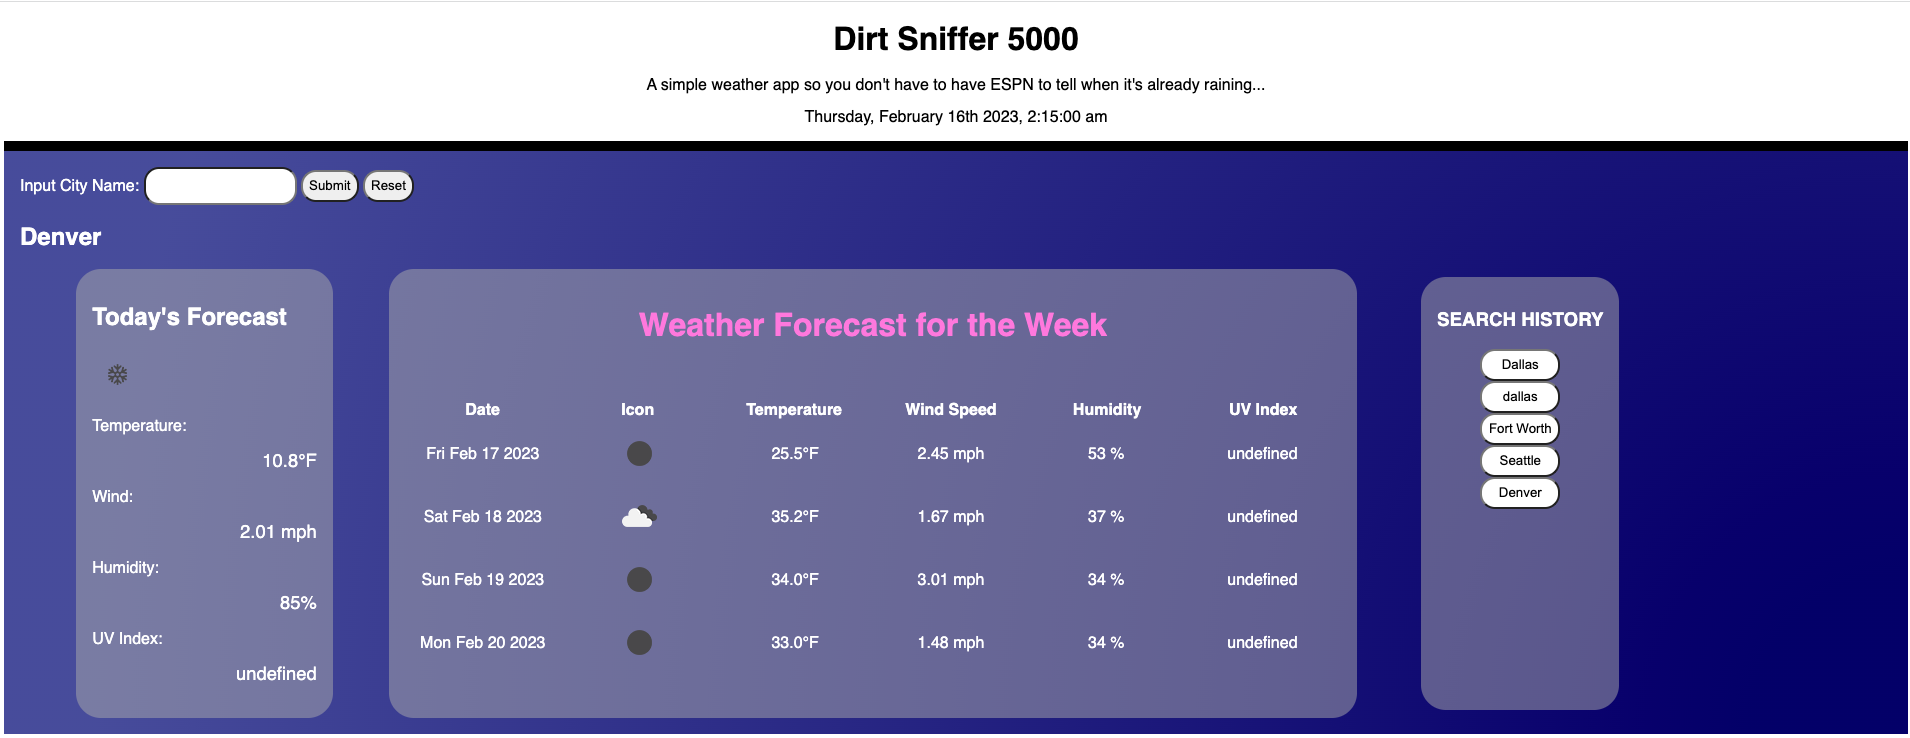 Dirt Sniffer 5000
A simple weather app so you don't have to have ESPN to tell when it's already raining...
Thursday, February 16th 2023, 2:15:00 am
Input City Name: Submit Reset
Denver
Today's Forecast
Temperature:
10.8°F
Wind:
2.01 mph
Humidity:
85%
UV Index:
undefined
Weather Forecast for the Week
Date Icon Temperature Wind Speed Humidity UV Index
Fri Feb 17 2023 25.5°F 2.45 mph 53 % undefined
Sat Feb 18 2023 35.2°F 1.67 mph 37 % undefined
Sun Feb 19 2023 34.0°F 3.01 mph 34 % undefined
Mon Feb 20 2023 33.0°F 1.48 mph 34 % undefined
SEARCH HISTORY
Dallas
dallas
Fort Worth
Seattle
Denver